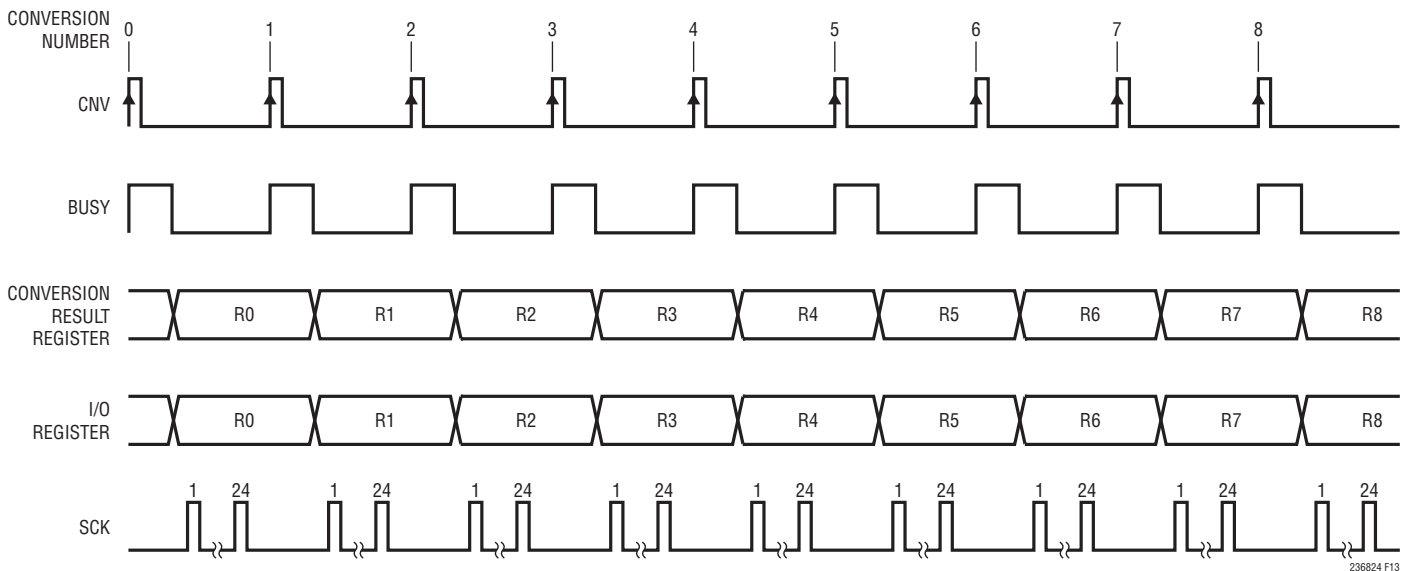 CONVERSION
NUMBER
0 1 2 3 4 5 6 7 8
CNV
BUSY
CONVERSION
RESULT
REGISTER
R0 R1 R2 R3 R4 R5 R6 R7 R8
I/O
REGISTER
R0 R1 R2 R3 R4 R5 R6 R7 R8
1 24 1 24 1 24 1 24 1 24 1 24 1 24 1 24 1 24
SCK
236824 F13